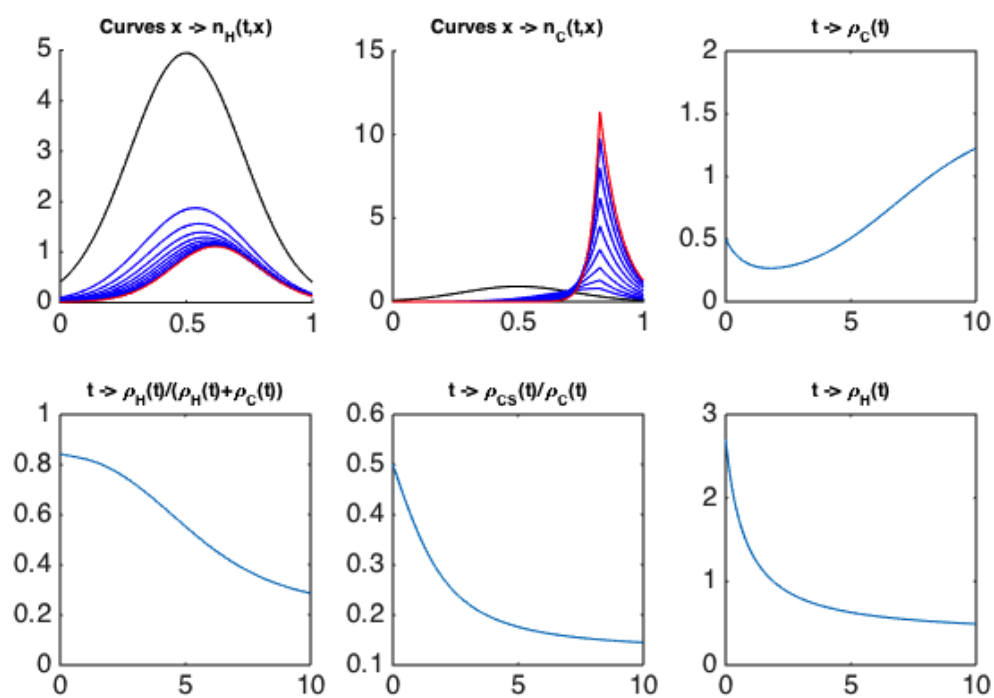 Curves x -> n_H(t,x)
5
4
3
2
1
0
0 0.5 1
Curves x -> n_C(t,x)
15
10
5
0
0 0.5 1
t -> ρ_C(t)
2
1.5
1
0.5
0
0 5 10
t -> ρ_H(t)/(ρ_H(t)+ρ_C(t))
1
0.8
0.6
0.4
0.2
0
0 5 10
t -> ρ_CS(t)/ρ_C(t)
0.6
0.5
0.4
0.3
0.2
0.1
0 5 10
t -> ρ_H(t)
3
2
1
0
0 5 10